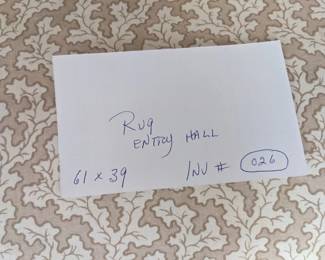 Rug
ENTRY HALL
61 x 39 INV # 026